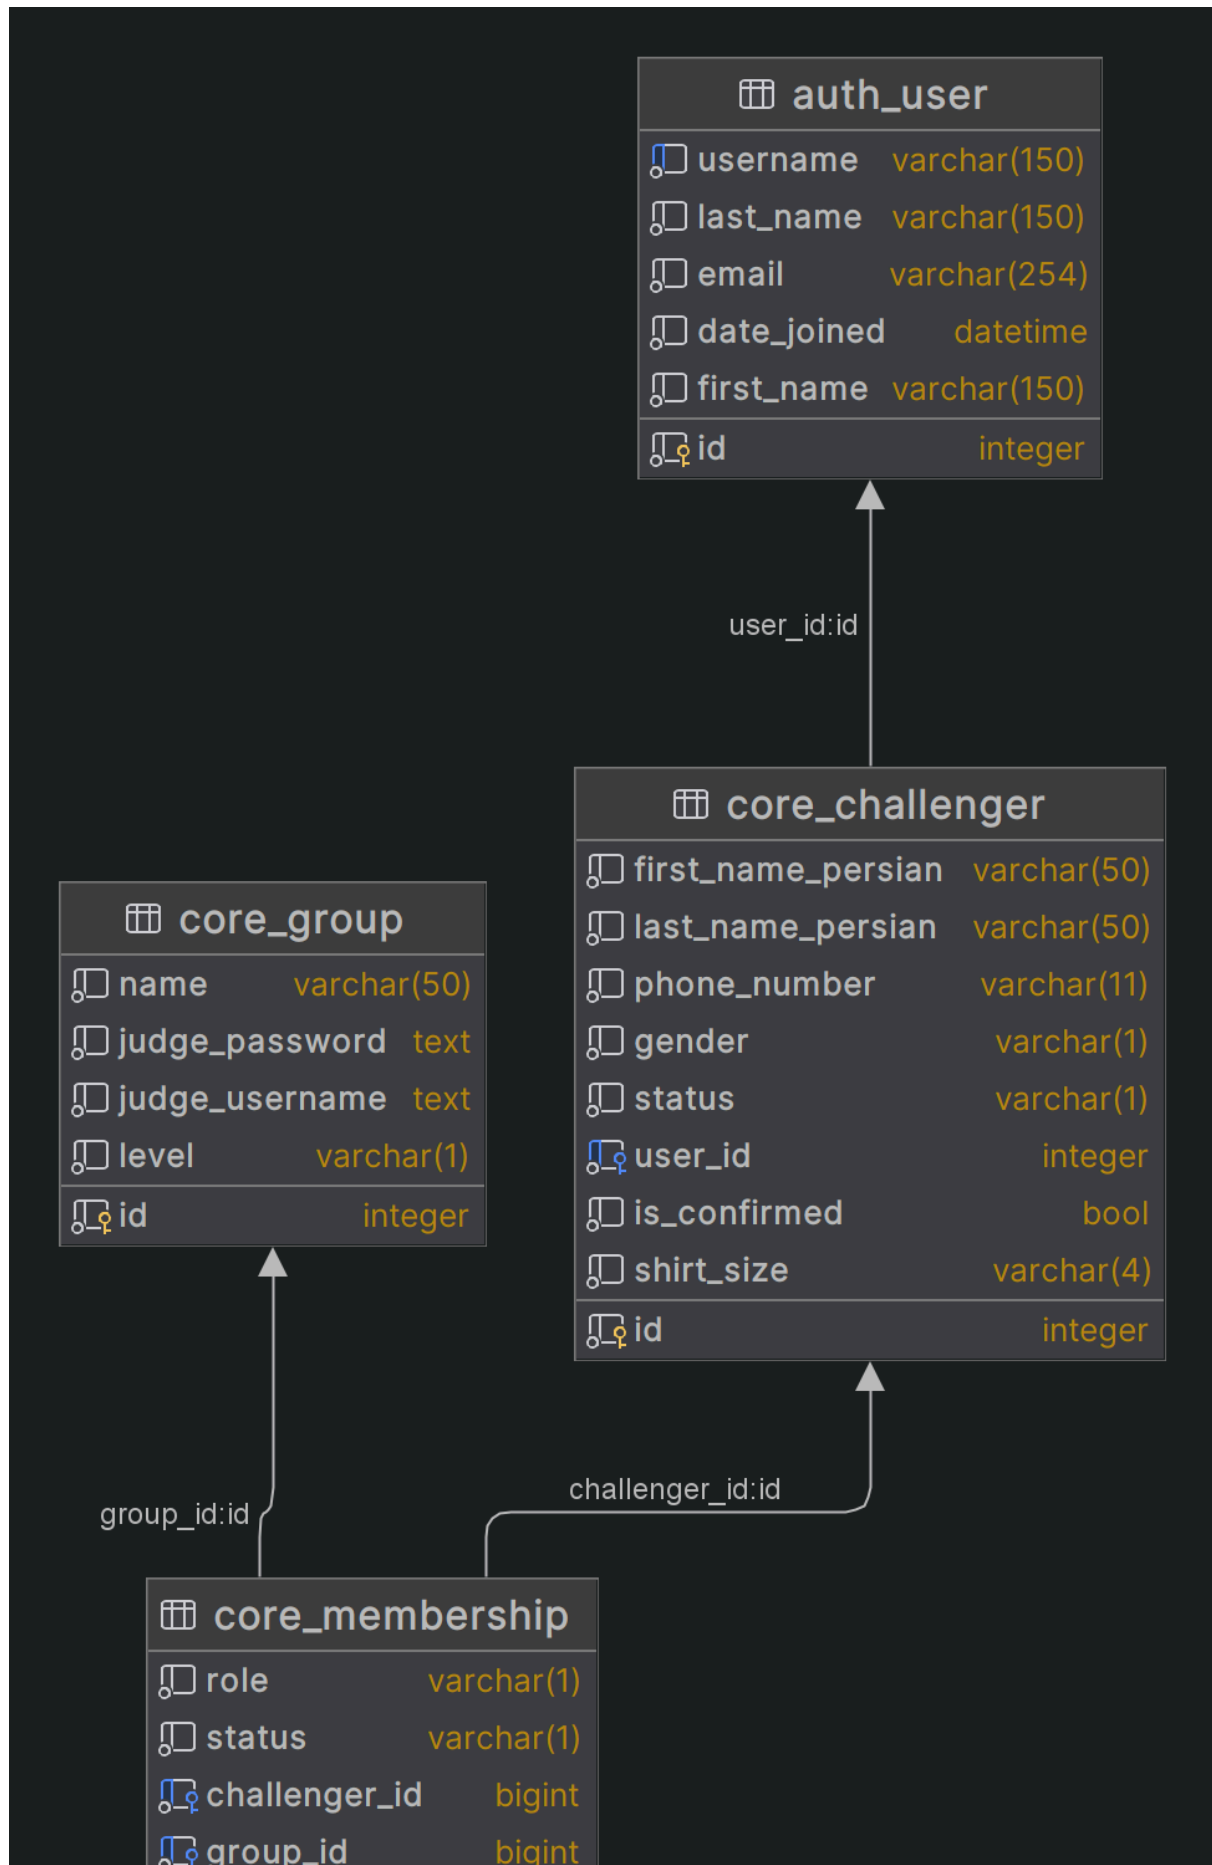 auth_user
username varchar(150)
last_name varchar(150)
email varchar(254)
date_joined datetime
first_name varchar(150)
id integer
user_id:id
core_challenger
first_name_persian varchar(50)
last_name_persian varchar(50)
phone_number varchar(11)
gender varchar(1)
status varchar(1)
user_id integer
is_confirmed bool
shirt_size varchar(4)
id integer
core_group
name varchar(50)
judge_password text
judge_username text
level varchar(1)
id integer
group_id:id
challenger_id:id
core_membership
role varchar(1)
status varchar(1)
challenger_id bigint
group_id bigint